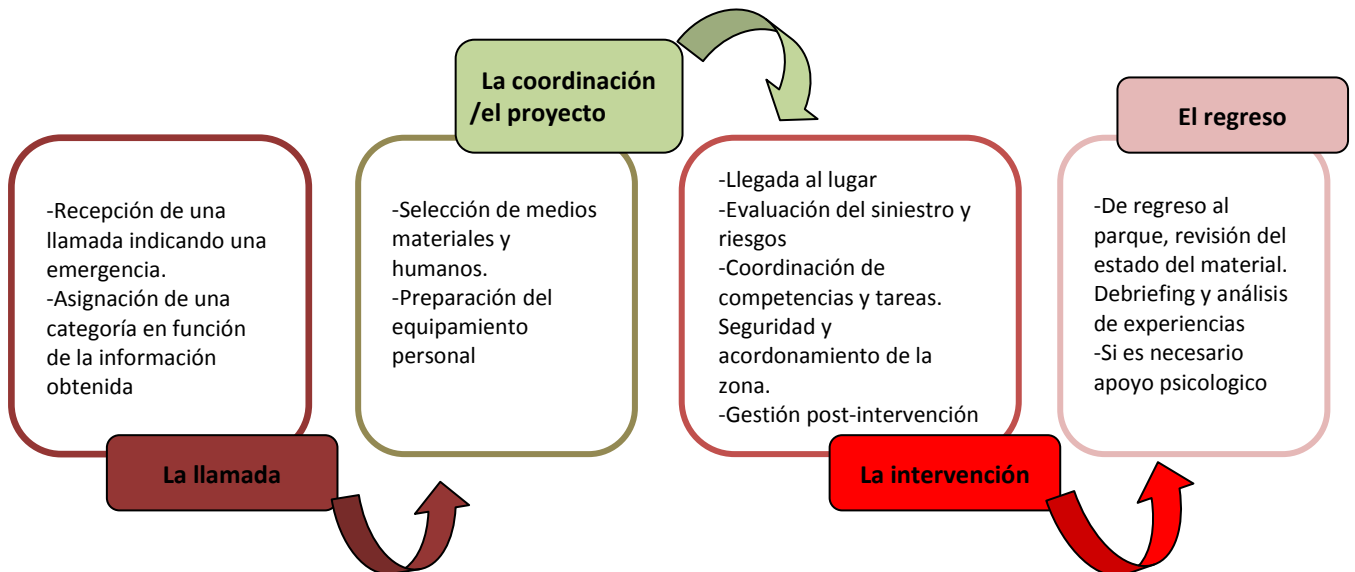 -Recepción de una
llamada indicando una
emergencia.
-Asignación de una
categoría en función
de la información
obtenida
La llamada
La coordinación
/el proyecto
-Selección de medios
materiales y
humanos.
-Preparación del
equipamiento
personal
-Llegada al lugar
-Evaluación del siniestro y
riesgos
-Coordinación de
competencias y tareas.
Seguridad y
acordonamiento de la
zona.
-Gestión post-intervención
La intervención
El regreso
-De regreso al
parque, revisión del
estado del material.
Debriefing y análisis
de experiencias
-Si es necesario
apoyo psicologico